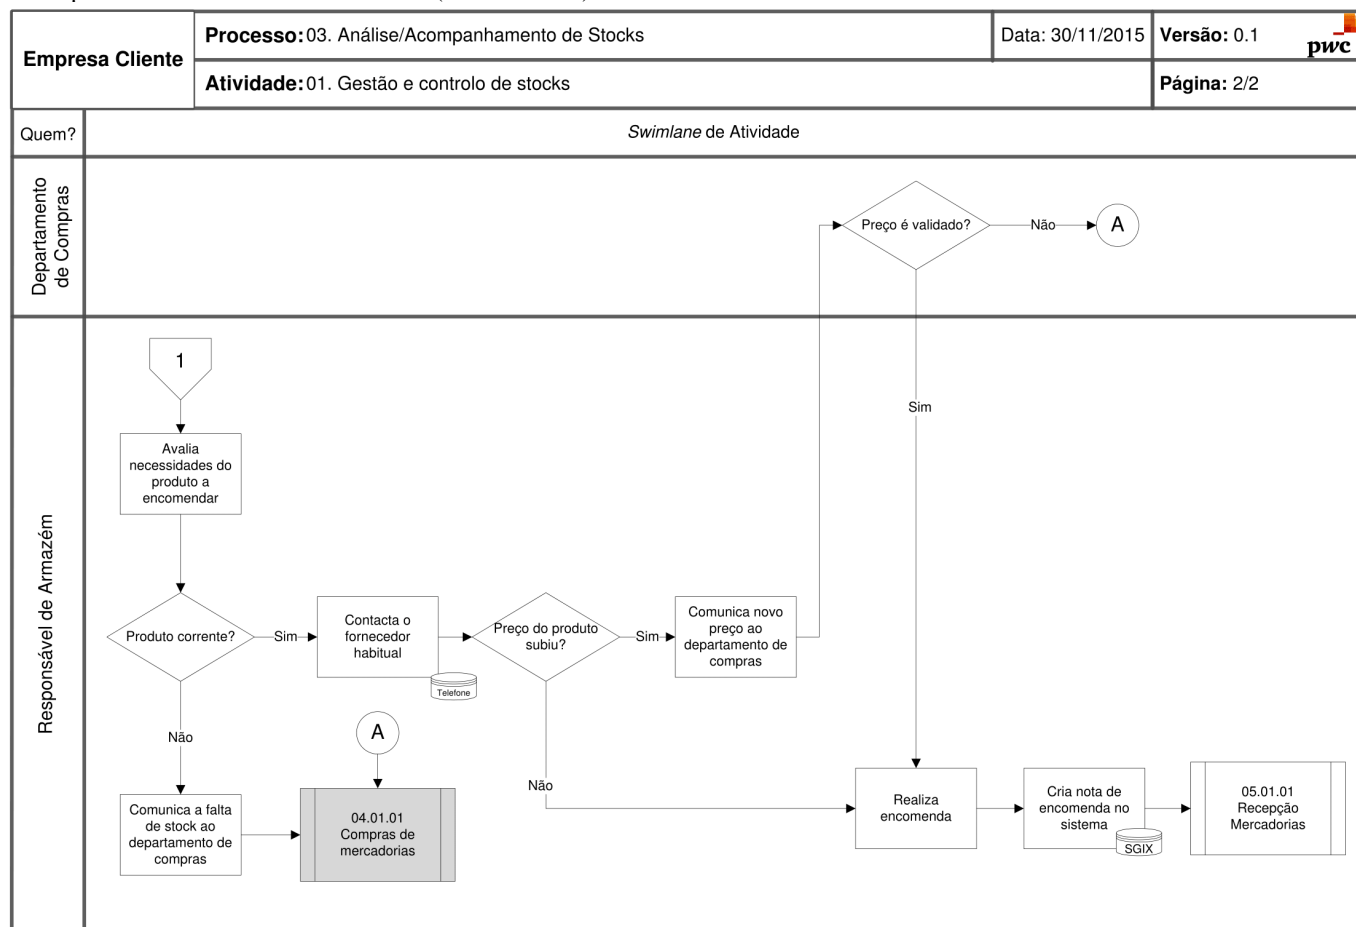 Empresa Cliente
Processo: 03. Análise/Acompanhamento de Stocks
Data: 30/11/2015
Versão: 0.1
pwc
Atividade: 01. Gestão e controlo de stocks
Página: 2/2
Quem?
Swimlane de Atividade
Departamento
de Compras
Preço é validado?
Não
A
Responsável de Armazém
1
Sim
Avalia
necessidades do
produto a
encomendar
Produto corrente?
Sim
Contacta o
fornecedor
habitual
Telefone
Preço do produto
subiu?
Sim
Comunica novo
preço ao
departamento de
compras
Não
A
Não
Comunica a falta
de stock ao
departamento de
compras
04.01.01
Compras de
mercadorias
Realiza
encomenda
Cria nota de
encomenda no
sistema
SGIX
05.01.01
Recepção
Mercadorias